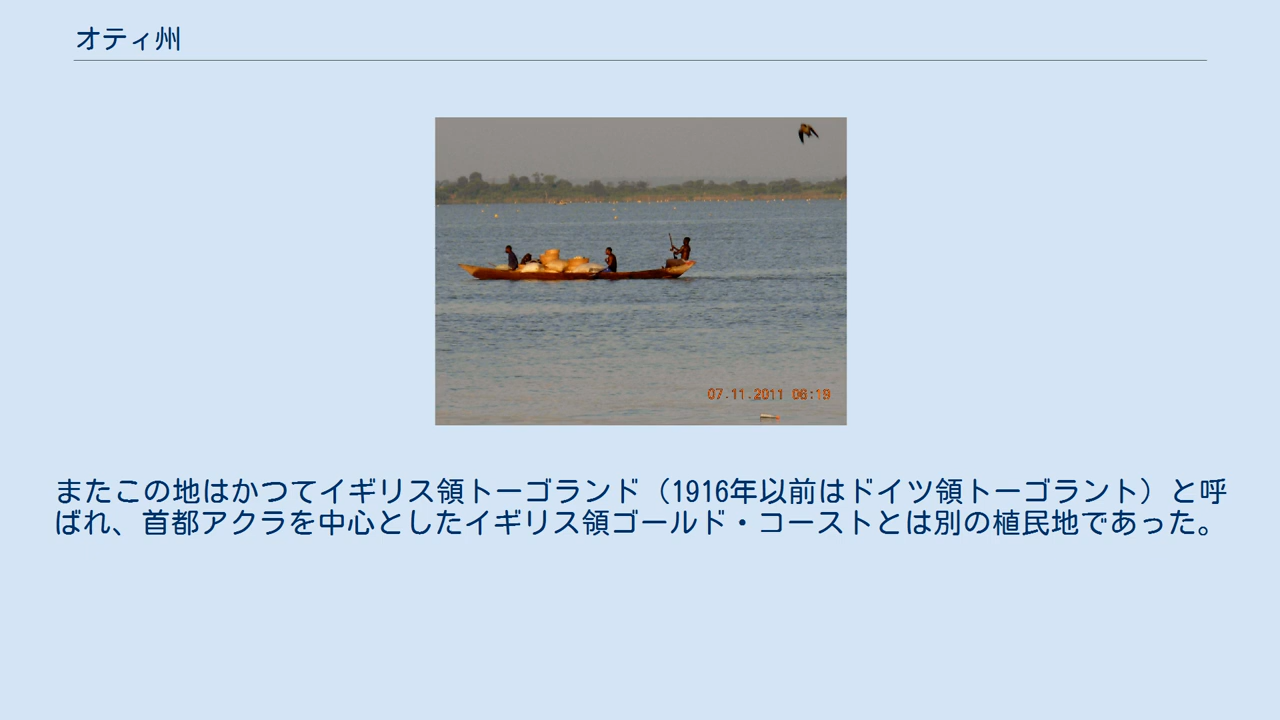 オティ州
07.11.2011 06:19
またこの地はかつてイギリス領トーゴランド（1916年以前はドイツ領トーゴラント）と呼
ばれ、首都アクラを中心としたイギリス領ゴールド・コーストとは別の植民地であった。